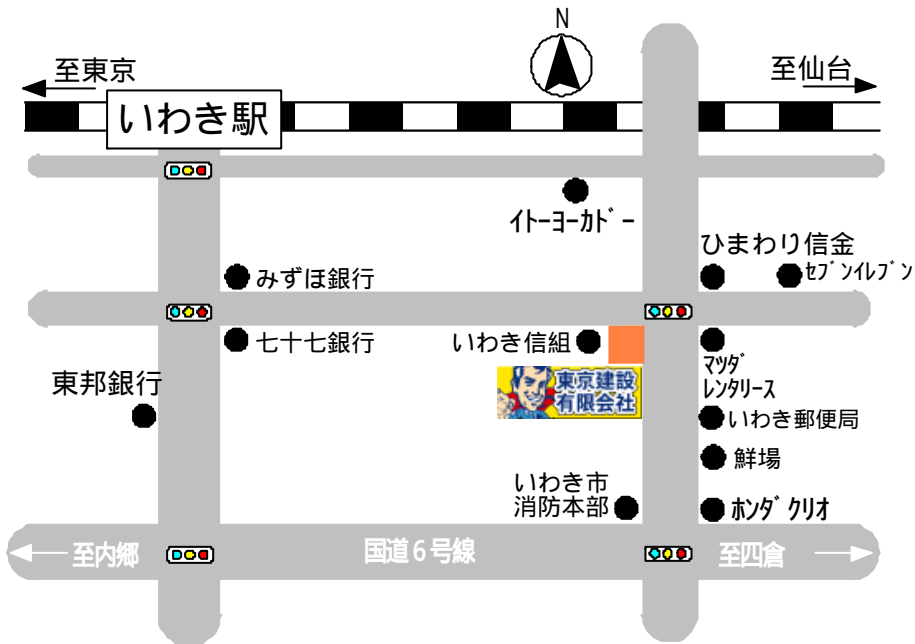 N
至東京
至仙台
いわき駅
イトーヨーカドー
ひまわり信金
セブンイレブン
みずほ銀行
七十七銀行
いわき信組
マツダ
レンタリース
東京建設
有限会社
東邦銀行
いわき郵便局
鮮場
いわき市
消防本部
ホンダクリオ
至内郷
国道6号線
至四倉